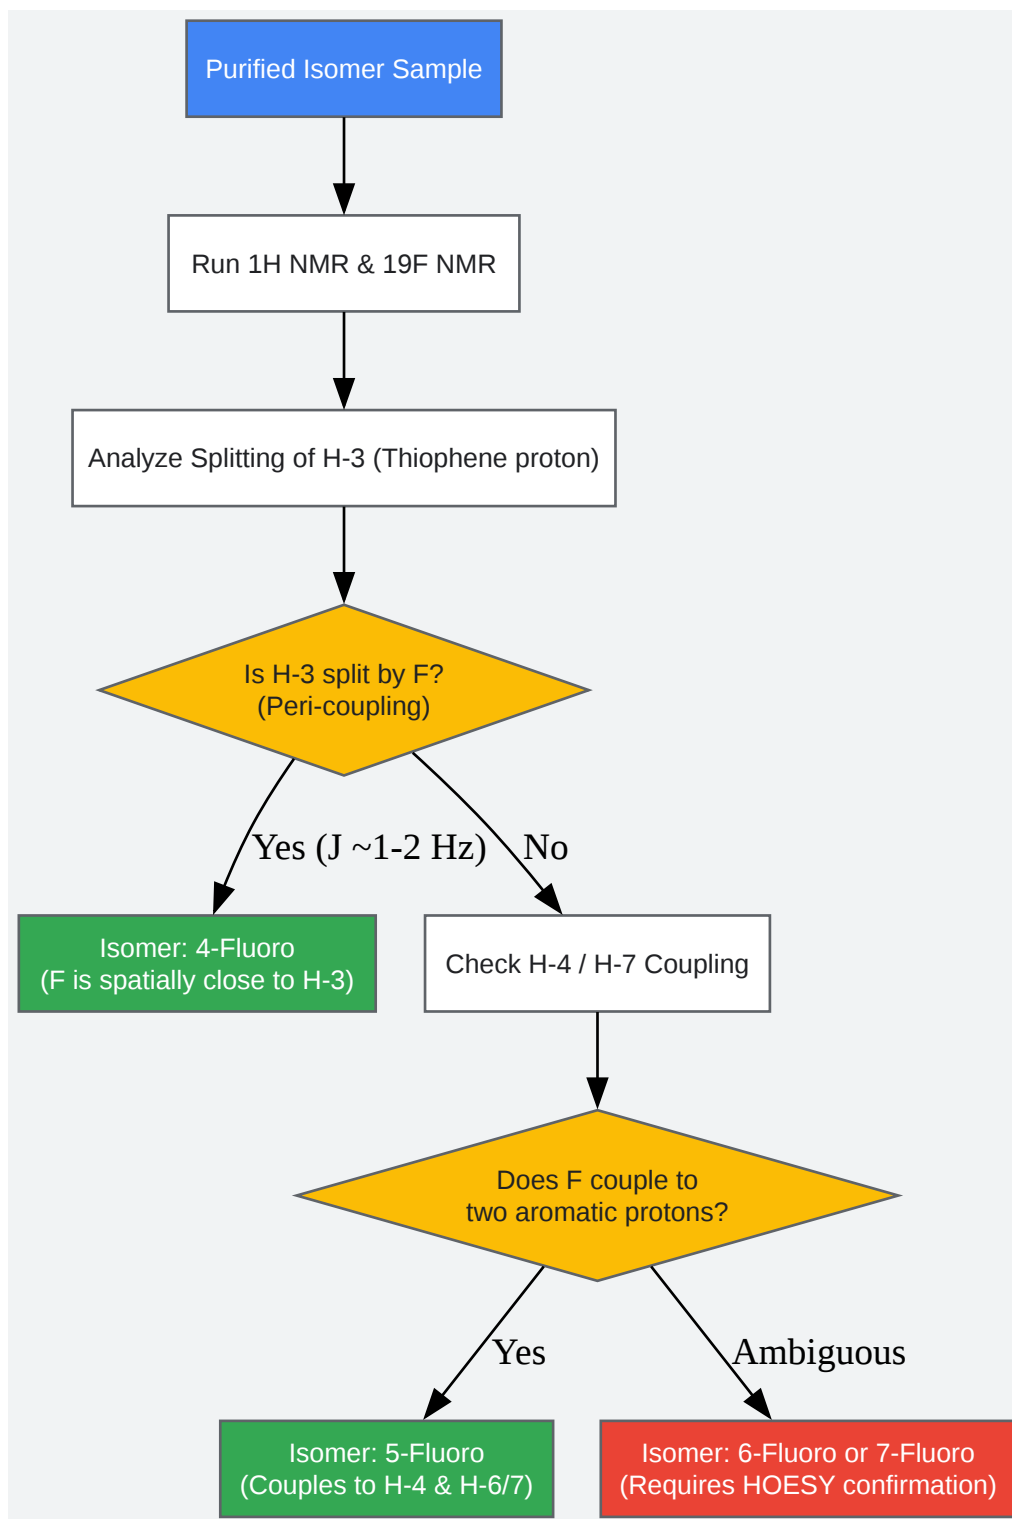 Purified Isomer Sample
Run 1H NMR & 19F NMR
Analyze Splitting of H-3 (Thiophene proton)
Is H-3 split by F?
(Peri-coupling)
Yes (J ~1-2 Hz)
No
Isomer: 4-Fluoro
(F is spatially close to H-3)
Check H-4 / H-7 Coupling
Does F couple to
two aromatic protons?
Yes
Ambiguous
Isomer: 5-Fluoro
(Couples to H-4 & H-6/7)
Isomer: 6-Fluoro or 7-Fluoro
(Requires HOESY confirmation)